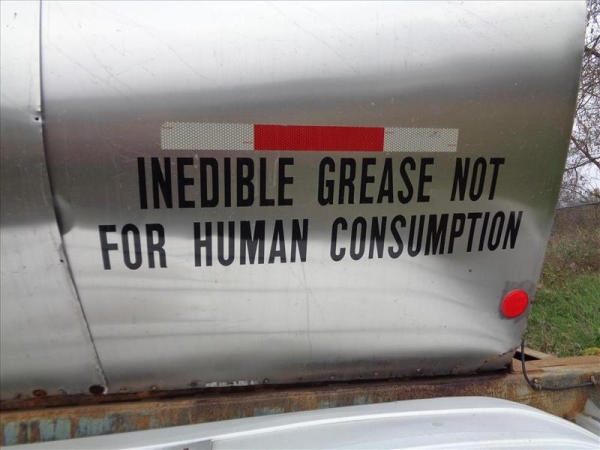 INEDIBLE GREASE NOT
FOR HUMAN CONSUMPTION